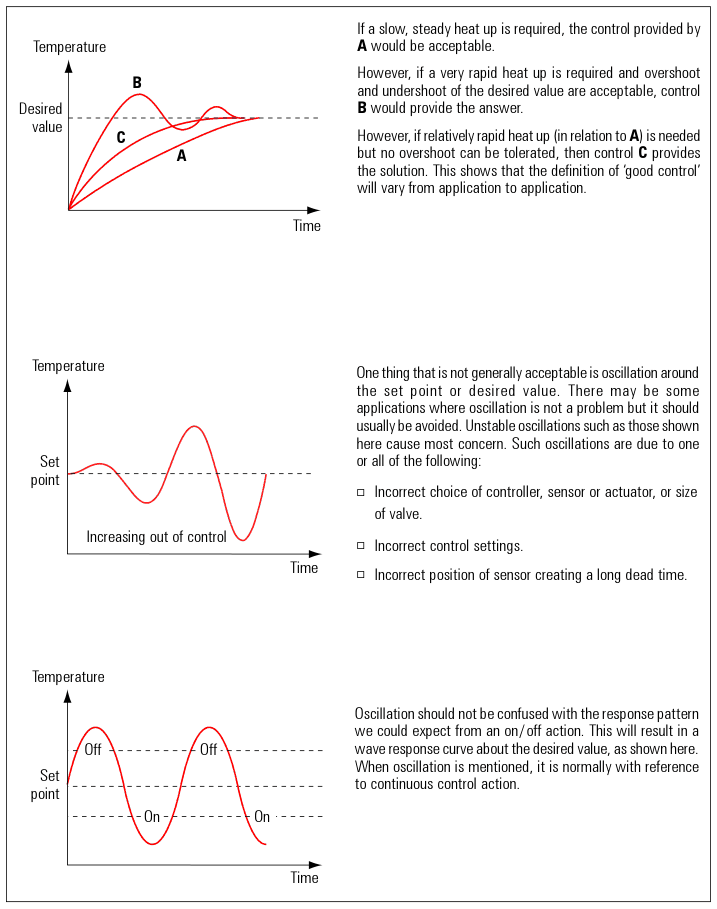 Temperature
B
Desired
value
C
A
Time
If a slow, steady heat up is required, the control provided by
A would be acceptable.
However, if a very rapid heat up is required and overshoot
and undershoot of the desired value are acceptable, control
B would provide the answer.
However, if relatively rapid heat up (in relation to A) is needed
but no overshoot can be tolerated, then control C provides
the solution. This shows that the definition of ‘good control’
will vary from application to application.
Temperature
Set
point
Increasing out of control
Time
One thing that is not generally acceptable is oscillation around
the set point or desired value. There may be some
applications where oscillation is not a problem but it should
usually be avoided. Unstable oscillations such as those shown
here cause most concern. Such oscillations are due to one
or all of the following:
Incorrect choice of controller, sensor or actuator, or size
of valve.
Incorrect control settings.
Incorrect position of sensor creating a long dead time.
Temperature
Off
Off
Set
point
On
On
Time
Oscillation should not be confused with the response pattern
we could expect from an on/off action. This will result in a
wave response curve about the desired value, as shown here.
When oscillation is mentioned, it is normally with reference
to continuous control action.